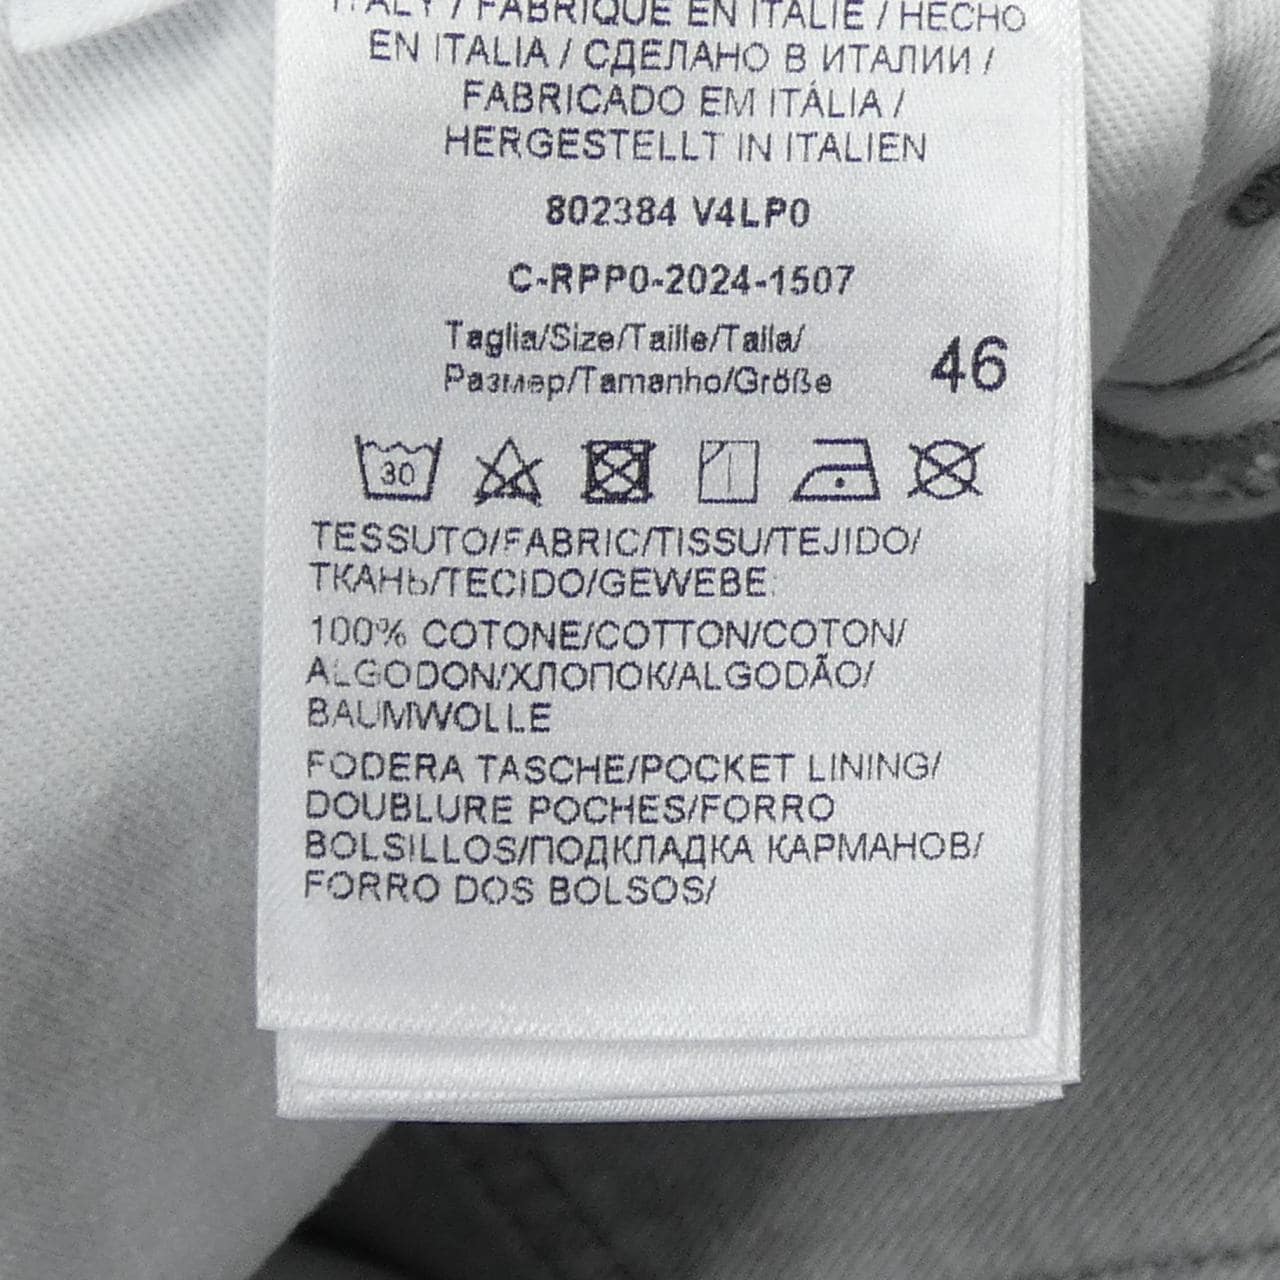 ITALY / FABRIQUÉ EN ITALIE / HECHO
EN ITALIA / СДЕЛАНО В ИТАЛИИ /
FABRICADO EM ITÁLIA /
HERGESTELLT IN ITALIEN
802384 V4LP0
C-RPP0-2024-1507
Taglia/Size/Taille/Talla/
Размер/Tamanho/Größe
46
30
TESSUTO/FABRIC/TISSU/TEJIDO/
ТКАНЬ/TECIDO/GEWEBE:
100% COTONE/COTTON/COTON/
ALGODON/ХЛОПОК/ALGODÃO/
BAUMWOLLE
FODERA TASCHE/POCKET LINING/
DOUBLURE POCHES/FORRO
BOLSILLOS/ПОДКЛАДКА КАРМАНОВ/
FORRO DOS BOLSOS/